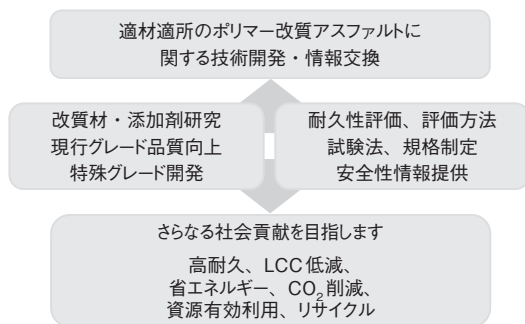 適材適所のポリマー改質アスファルトに
関する技術開発・情報交換
改質材・添加剤研究
現行グレード品質向上
特殊グレード開発
耐久性評価、評価方法
試験法、規格制定
安全性情報提供
さらなる社会貢献を目指します
高耐久、LCC低減、
省エネルギー、CO₂削減、
資源有効利用、リサイクル